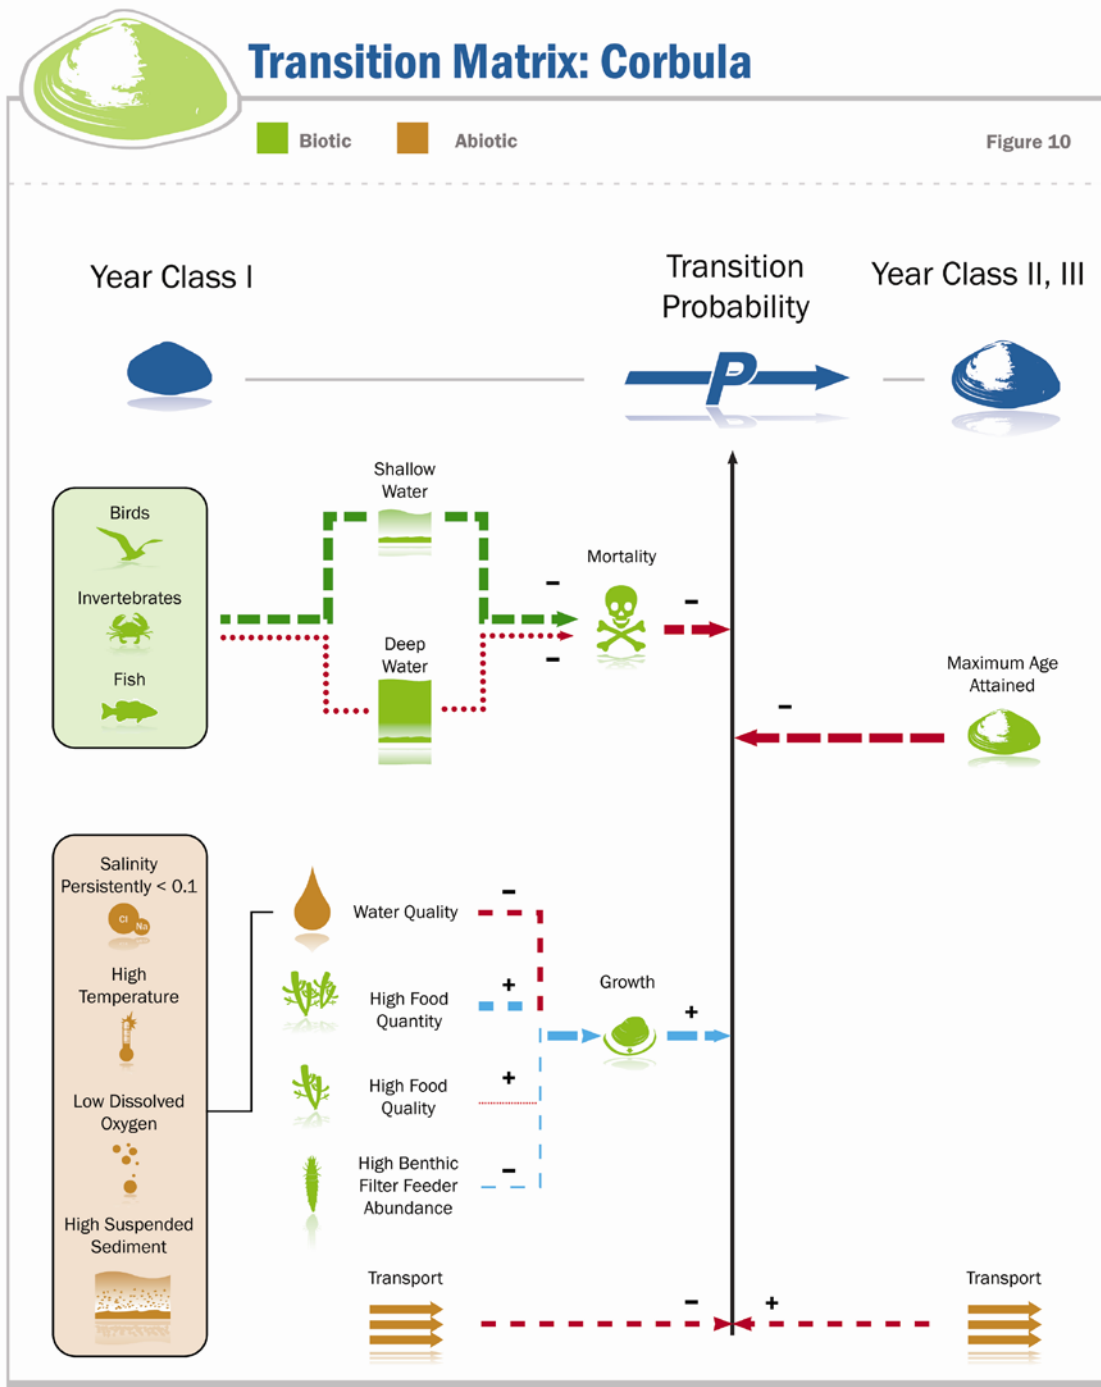 Transition Matrix: Corbula
Biotic
Abiotic
Figure 10
Year Class I
Transition
Probability
Year Class II, III
P
Shallow
Water
Birds
Invertebrates
Fish
Deep
Water
–
–
Mortality
–
Maximum Age
Attained
–
Salinity
Persistently < 0.1
Cl
Na
High
Temperature
Low Dissolved
Oxygen
High Suspended
Sediment
Water Quality
–
High Food
Quantity
+
High Food
Quality
+
High Benthic
Filter Feeder
Abundance
–
Growth
+
Transport
–
+
Transport